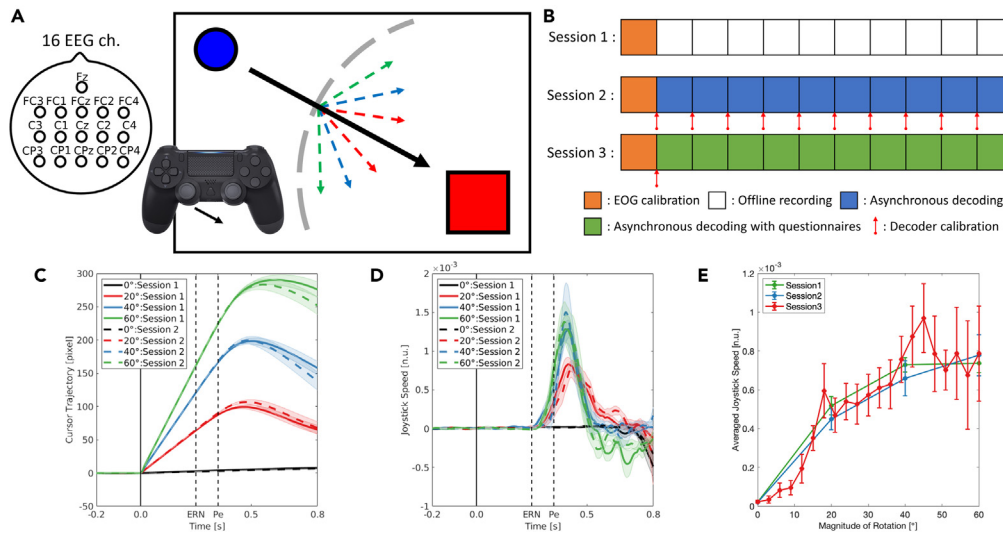 A
16 EEG ch.
Fz
FC3 FC1 FCz FC2 FC4
C3 C1 Cz C2 C4
CP3 CP1 CPz CP2 CP4
B
Session 1 :
Session 2 :
Session 3 :
: EOG calibration
: Offline recording
: Asynchronous decoding
: Asynchronous decoding with questionnaires
: Decoder calibration
C
Cursor Trajectory [pixel]
400
350
300
250
200
150
100
50
0
-50
0°:Session 1
20°:Session 1
40°:Session 1
60°:Session 1
0°:Session 2
20°:Session 2
40°:Session 2
60°:Session 2
-0.2 0.0 ERN Pe 0.5 0.8
Time [s]
D
×10⁻³
Joystick Speed [n.u.]
2
1.5
1
0.5
0
-0.5
-1
0°:Session 1
20°:Session 1
40°:Session 1
60°:Session 1
0°:Session 2
20°:Session 2
40°:Session 2
60°:Session 2
-0.2 0.0 ERN Pe 0.5 0.8
Time [s]
E
×10⁻³
Averaged Joystick Speed [n.u.]
1.2
1
0.8
0.6
0.4
0.2
0
Session1
Session2
Session3
0 20 40 60
Magnitude of Rotation [°]